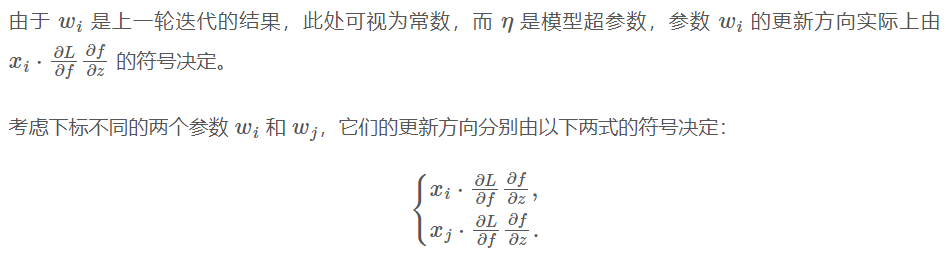 由于 $w_i$ 是上一轮迭代的结果，此处可视为常数，而 $\eta$ 是模型超参数，参数 $w_i$ 的更新方向实际上由
$x_i \cdot \frac{\partial L}{\partial f} \frac{\partial f}{\partial z}$ 的符号决定。
考虑下标不同的两个参数 $w_i$ 和 $w_j$，它们的更新方向分别由以下两式的符号决定：
$\begin{cases} x_i \cdot \frac{\partial L}{\partial f} \frac{\partial f}{\partial z}, \\ x_j \cdot \frac{\partial L}{\partial f} \frac{\partial f}{\partial z}. \end{cases}$